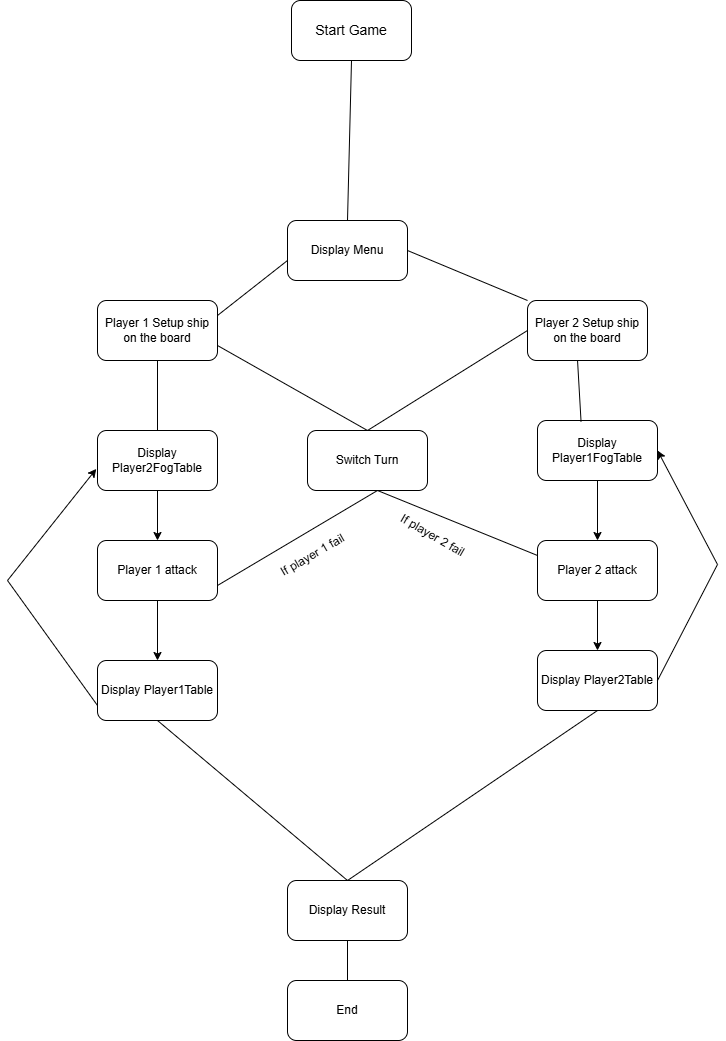 Start Game
Display Menu
Player 1 Setup ship
on the board
Player 2 Setup ship
on the board
Display
Player2FogTable
Switch Turn
Display
Player1FogTable
If player 1 fail
If player 2 fail
Player 1 attack
Player 2 attack
Display Player1Table
Display Player2Table
Display Result
End